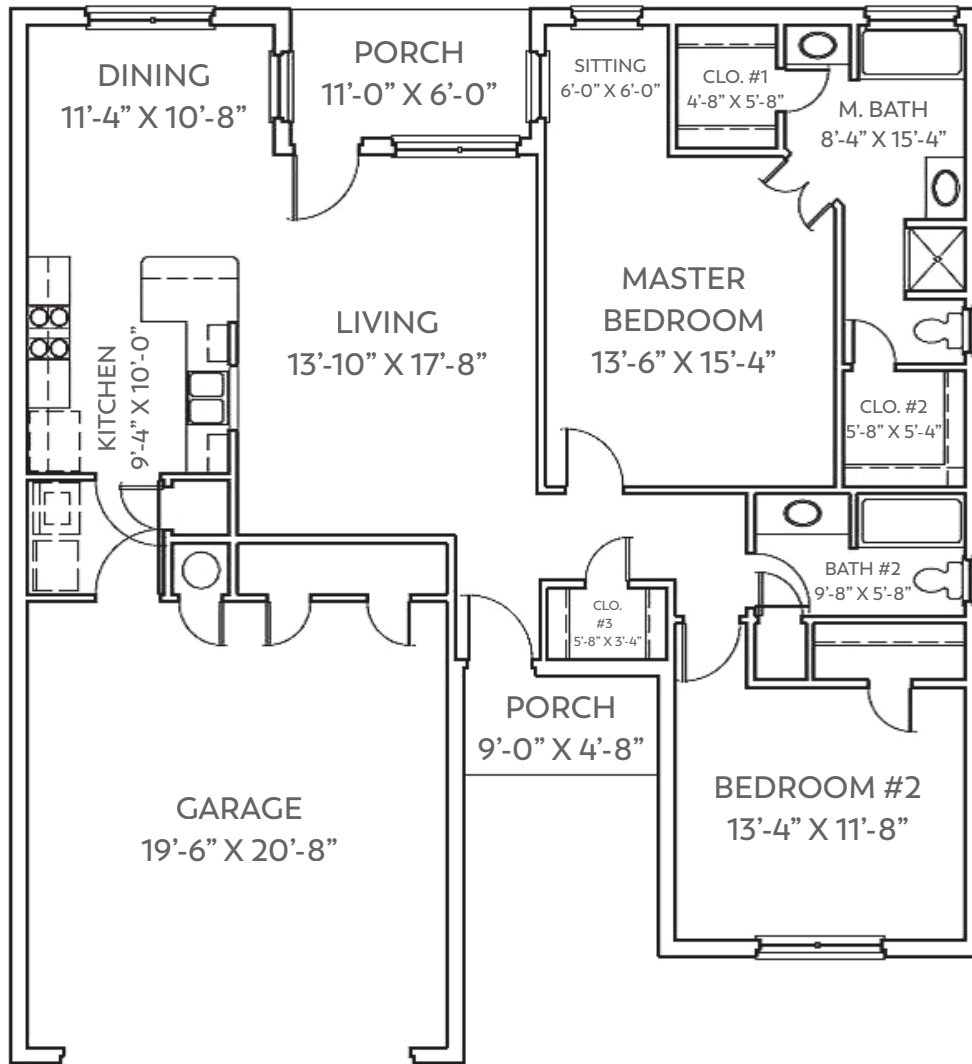 DINING
11’-4” X 10’-8”
PORCH
11’-0” X 6’-0”
SITTING
6’-0” X 6’-0”
CLO. #1
4’-8” X 5’-8”
M. BATH
8’-4” X 15’-4”
KITCHEN
9’-4” X 10’-0”
LIVING
13’-10” X 17’-8”
MASTER
BEDROOM
13’-6” X 15’-4”
CLO. #2
5’-8” X 5’-4”
BATH #2
9’-8” X 5’-8”
CLO.
#3
5’-8” X 3’-4”
PORCH
9’-0” X 4’-8”
GARAGE
19’-6” X 20’-8”
BEDROOM #2
13’-4” X 11’-8”